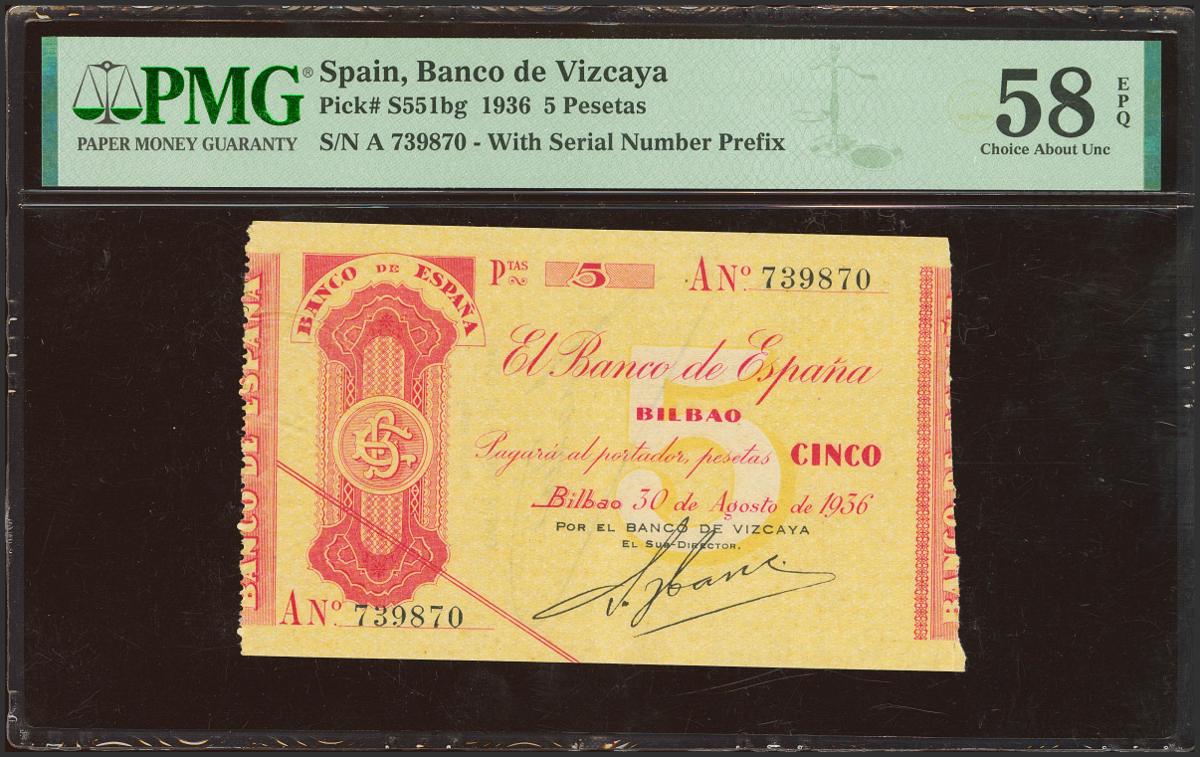 PMG®
PAPER MONEY GUARANTY
Spain, Banco de Vizcaya
Pick# S551bg 1936 5 Pesetas
S/N A 739870 - With Serial Number Prefix
58
EPQ
Choice About Unc
BANCO DE ESPAÑA
BANCO DE ESPAÑA
PTAS 5
A Nº. 739870
El Banco de España
BILBAO
Pagará al portador, pesetas CINCO
Bilbao 30 de Agosto de 1936
POR EL BANCO DE VIZCAYA
EL SUB-DIRECTOR,
5
A Nº. 739870